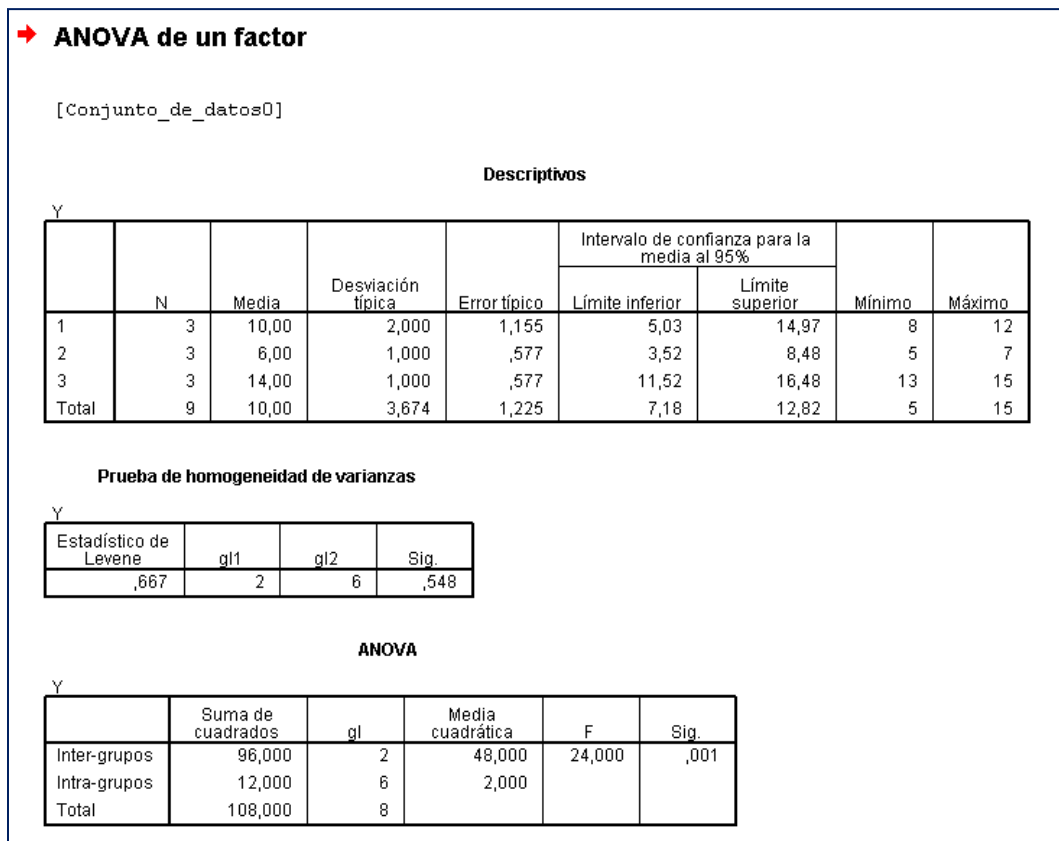 ANOVA de un factor
[Conjunto_de_datos0]
Descriptivos
Y
N Media Desviación típica Error típico Intervalo de confianza para la media al 95% Límite inferior Límite superior Mínimo Máximo
1 3 10,00 2,000 1,155 5,03 14,97 8 12
2 3 6,00 1,000 ,577 3,52 8,48 5 7
3 3 14,00 1,000 ,577 11,52 16,48 13 15
Total 9 10,00 3,674 1,225 7,18 12,82 5 15
Prueba de homogeneidad de varianzas
Y
Estadístico de Levene gl1 gl2 Sig.
,667 2 6 ,548
ANOVA
Y
Suma de cuadrados gl Media cuadrática F Sig.
Inter-grupos 96,000 2 48,000 24,000 ,001
Intra-grupos 12,000 6 2,000
Total 108,000 8